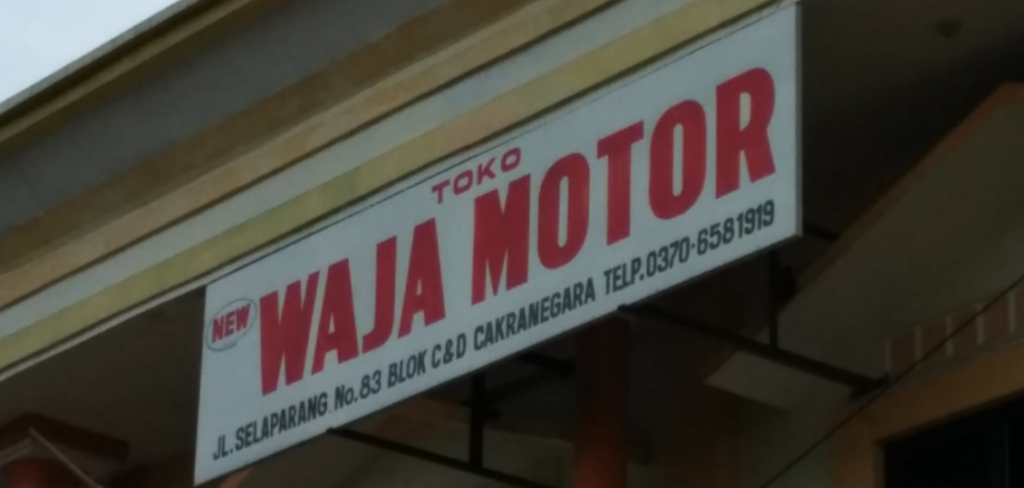 TOKO
NEW WAJA MOTOR
JL.SELAPARANG No.83 BLOK C&D CAKRANEGARA TELP.0370-6581919